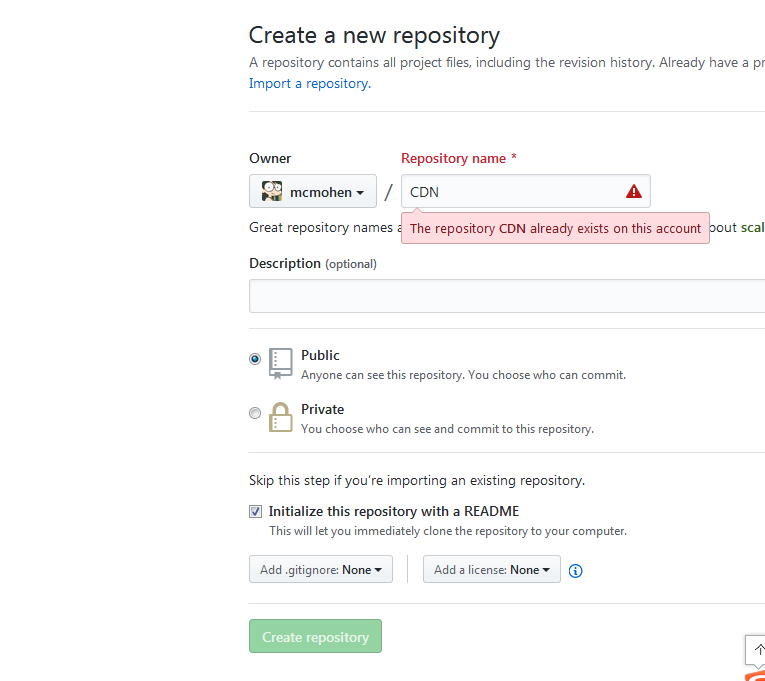 Create a new repository
A repository contains all project files, including the revision history. Already have a pr
Import a repository.
Owner Repository name *
mcmohen / CDN
Great repository names a The repository CDN already exists on this account bout scal
Description (optional)
Public
Anyone can see this repository. You choose who can commit.
Private
You choose who can see and commit to this repository.
Skip this step if you're importing an existing repository.
Initialize this repository with a README
This will let you immediately clone the repository to your computer.
Add .gitignore: None Add a license: None
Create repository